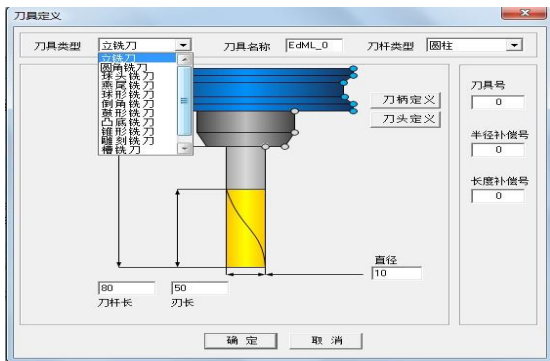 刀具定义
刀具类型 立铣刀 刀具名称 EdML_0 刀杆类型 圆柱
立铣刀
圆角铣刀
球头铣刀
燕尾铣刀
球形铣刀
倒角铣刀
鼓形铣刀
凸底铣刀
锥形铣刀
雕刻铣刀
槽铣刀
刀柄定义
刀头定义
刀具号
0
半径补偿号
0
长度补偿号
0
直径
10
80 50
刀杆长 刃长
确定 取消